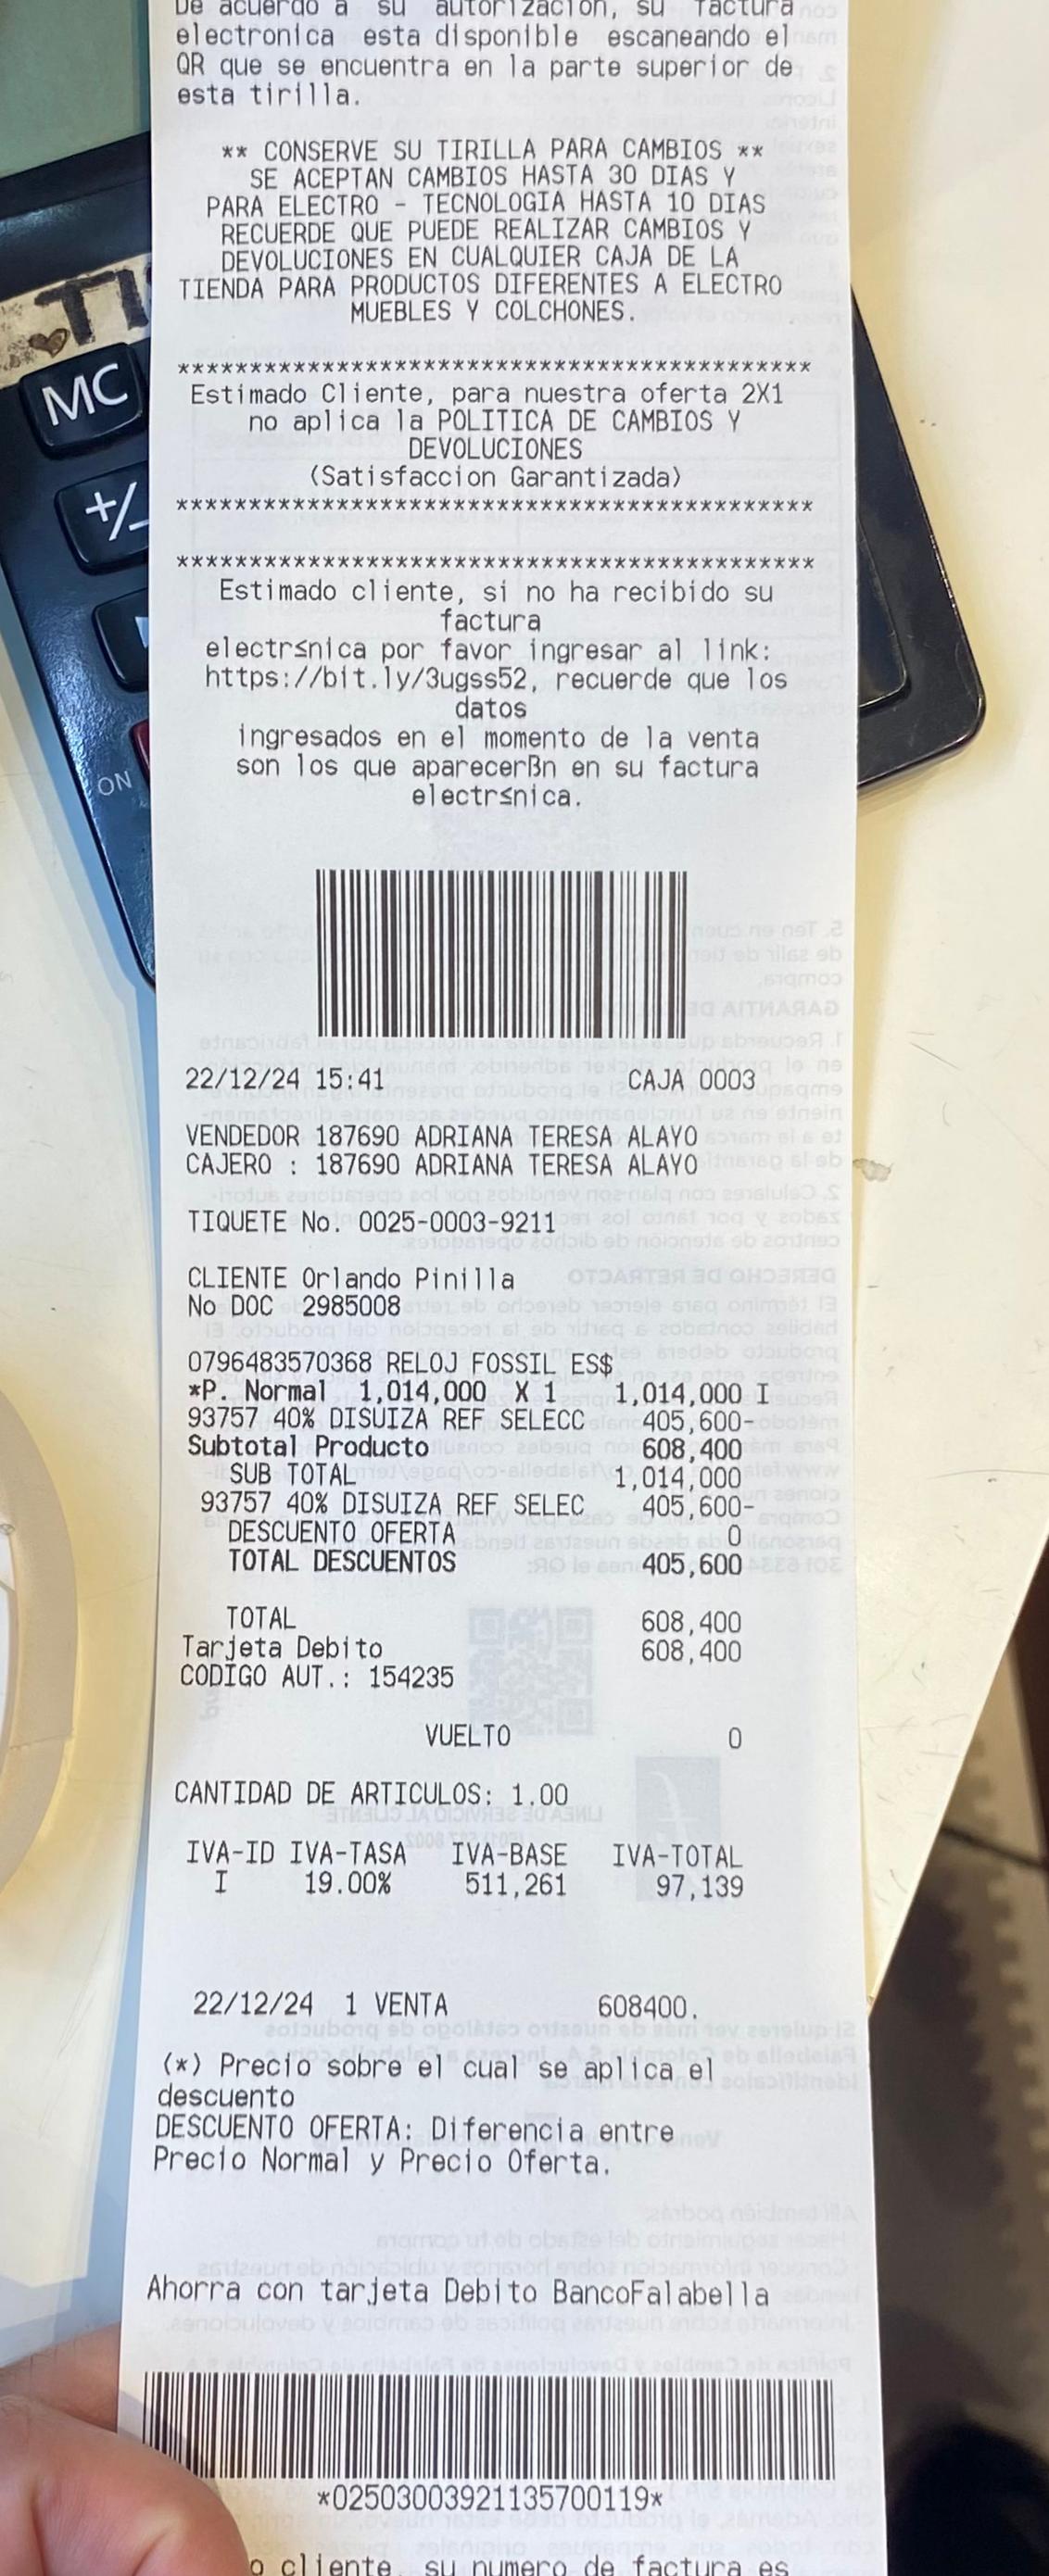 De acuerdo a su autorizacion, su factura
electronica esta disponible escaneando el
QR que se encuentra en la parte superior de
esta tirilla.
** CONSERVE SU TIRILLA PARA CAMBIOS **
SE ACEPTAN CAMBIOS HASTA 30 DIAS Y
PARA ELECTRO - TECNOLOGIA HASTA 10 DIAS
RECUERDE QUE PUEDE REALIZAR CAMBIOS Y
DEVOLUCIONES EN CUALQUIER CAJA DE LA
TIENDA PARA PRODUCTOS DIFERENTES A ELECTRO
MUEBLES Y COLCHONES.
********************************************
Estimado Cliente, para nuestra oferta 2X1
no aplica la POLITICA DE CAMBIOS Y
DEVOLUCIONES
(Satisfaccion Garantizada)
********************************************
********************************************
Estimado cliente, si no ha recibido su
factura
electr≤nica por favor ingresar al link:
https://bit.ly/3ugss52, recuerde que los
datos
ingresados en el momento de la venta
son los que aparecerßn en su factura
electr≤nica.
22/12/24 15:41 CAJA 0003
VENDEDOR 187690 ADRIANA TERESA ALAYO
CAJERO : 187690 ADRIANA TERESA ALAYO
TIQUETE No. 0025-0003-9211
CLIENTE Orlando Pinilla
No DOC 2985008
0796483570368 RELOJ FOSSIL ES$
*P. Normal 1,014,000 X 1 1,014,000 I
93757 40% DISUIZA REF SELECC 405,600-
Subtotal Producto 608,400
SUB TOTAL 1,014,000
93757 40% DISUIZA REF SELEC 405,600-
DESCUENTO OFERTA 0
TOTAL DESCUENTOS 405,600
TOTAL 608,400
Tarjeta Debito 608,400
CODIGO AUT.: 154235
VUELTO 0
CANTIDAD DE ARTICULOS: 1.00
IVA-ID IVA-TASA IVA-BASE IVA-TOTAL
I 19.00% 511,261 97,139
22/12/24 1 VENTA 608400.
(*) Precio sobre el cual se aplica el
descuento
DESCUENTO OFERTA: Diferencia entre
Precio Normal y Precio Oferta.
Ahorra con tarjeta Debito BancoFalabella
*02503003921135700119*
o cliente, su numero de factura es
MC
+/-
ON